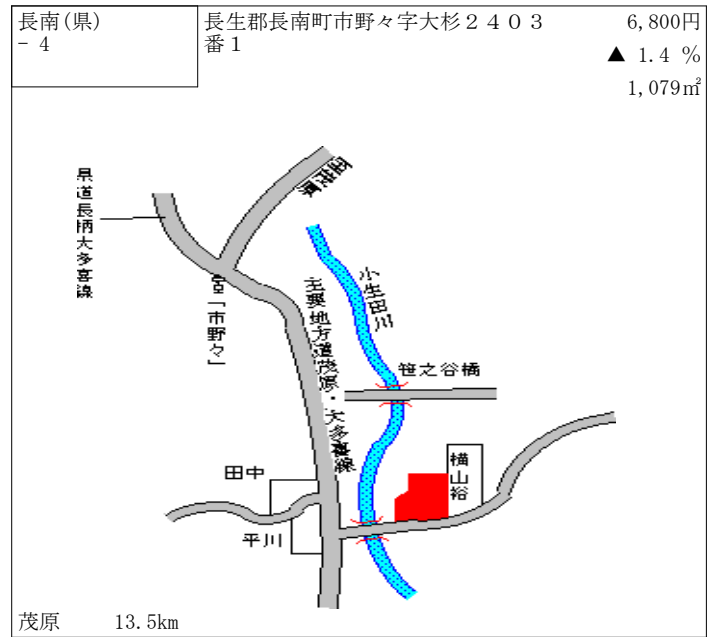 長南(県)
- 4
長生郡長南町市野々字大杉２４０３
番１
6,800円
▲ 1.4 %
1,079㎡
県道長柄大多喜線
「市野々」
小生田川
主要地方道茂原・大多喜線
笹之谷橋
横山裕
田中
平川
茂原 13.5km